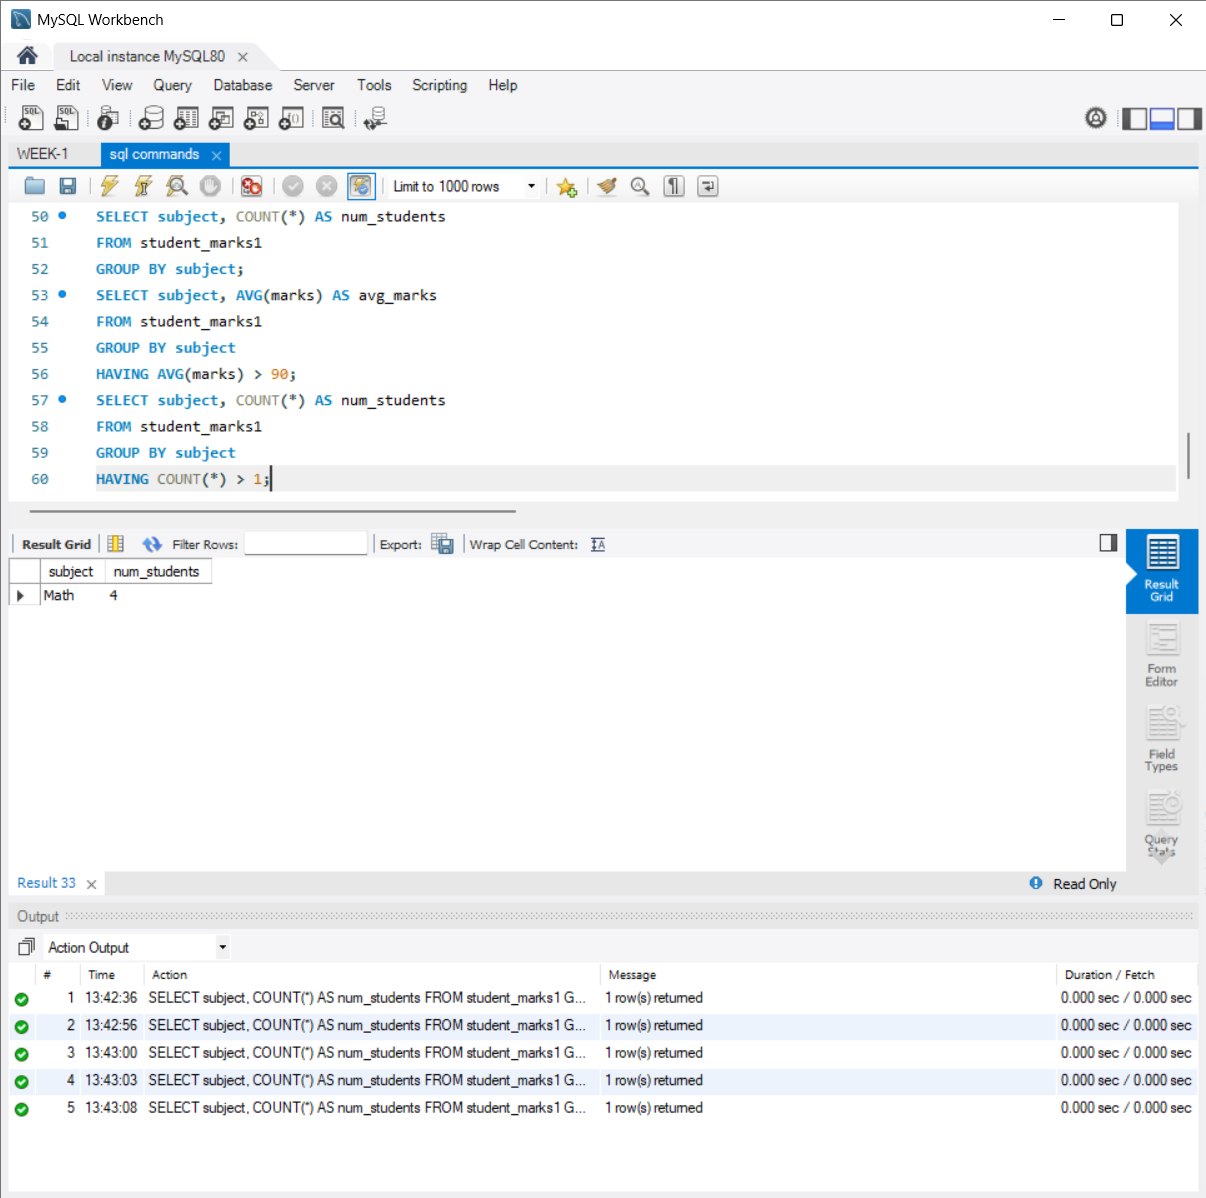 MySQL Workbench
Local instance MySQL80
File Edit View Query Database Server Tools Scripting Help
WEEK-1 sql commands
Limit to 1000 rows
50 SELECT subject, COUNT(*) AS num_students
51 FROM student_marks1
52 GROUP BY subject;
53 SELECT subject, AVG(marks) AS avg_marks
54 FROM student_marks1
55 GROUP BY subject
56 HAVING AVG(marks) > 90;
57 SELECT subject, COUNT(*) AS num_students
58 FROM student_marks1
59 GROUP BY subject
60 HAVING COUNT(*) > 1;
Result Grid Filter Rows: Export: Wrap Cell Content:
subject num_students
Math 4
Result
Grid
Form
Editor
Field
Types
Query
Stats
Result 33 Read Only
Output
Action Output
# Time Action Message Duration / Fetch
1 13:42:36 SELECT subject, COUNT(*) AS num_students FROM student_marks1 G... 1 row(s) returned 0.000 sec / 0.000 sec
2 13:42:56 SELECT subject, COUNT(*) AS num_students FROM student_marks1 G... 1 row(s) returned 0.000 sec / 0.000 sec
3 13:43:00 SELECT subject, COUNT(*) AS num_students FROM student_marks1 G... 1 row(s) returned 0.000 sec / 0.000 sec
4 13:43:03 SELECT subject, COUNT(*) AS num_students FROM student_marks1 G... 1 row(s) returned 0.000 sec / 0.000 sec
5 13:43:08 SELECT subject, COUNT(*) AS num_students FROM student_marks1 G... 1 row(s) returned 0.000 sec / 0.000 sec